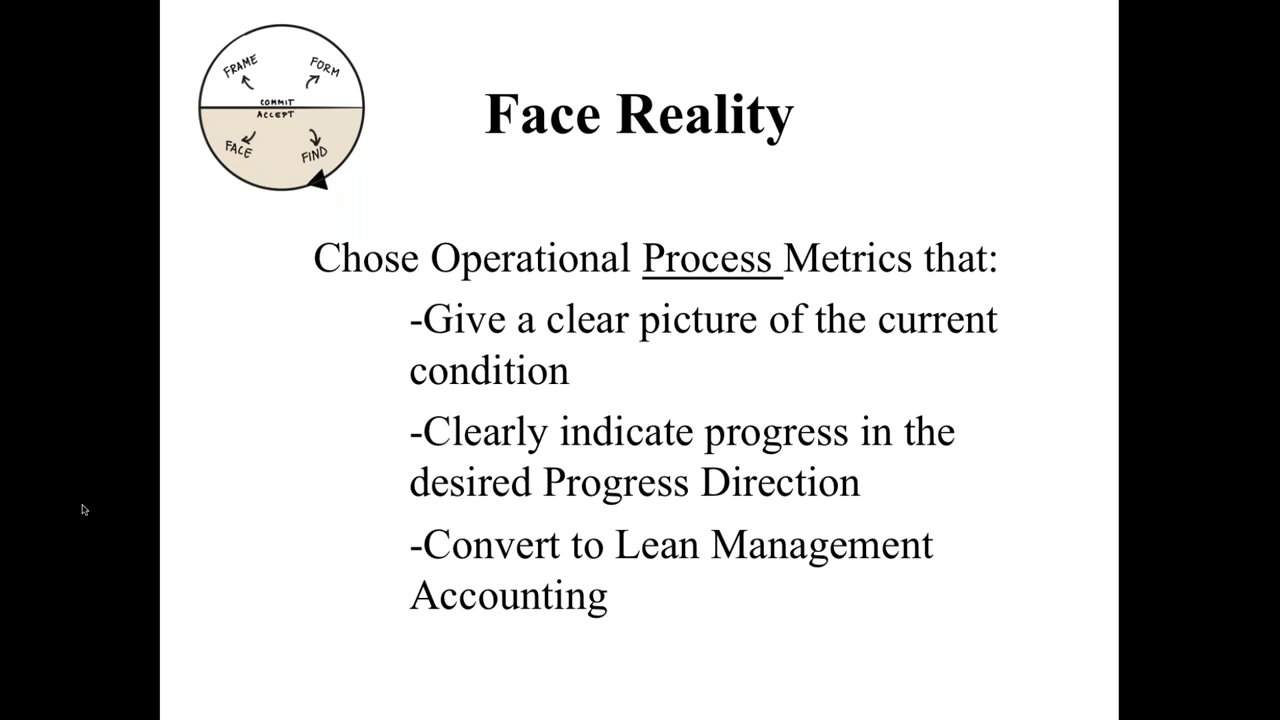 FRAME FORM
COMMIT
ACCEPT
FACE FIND
Face Reality
Chose Operational Process Metrics that:
-Give a clear picture of the current
condition
-Clearly indicate progress in the
desired Progress Direction
-Convert to Lean Management
Accounting